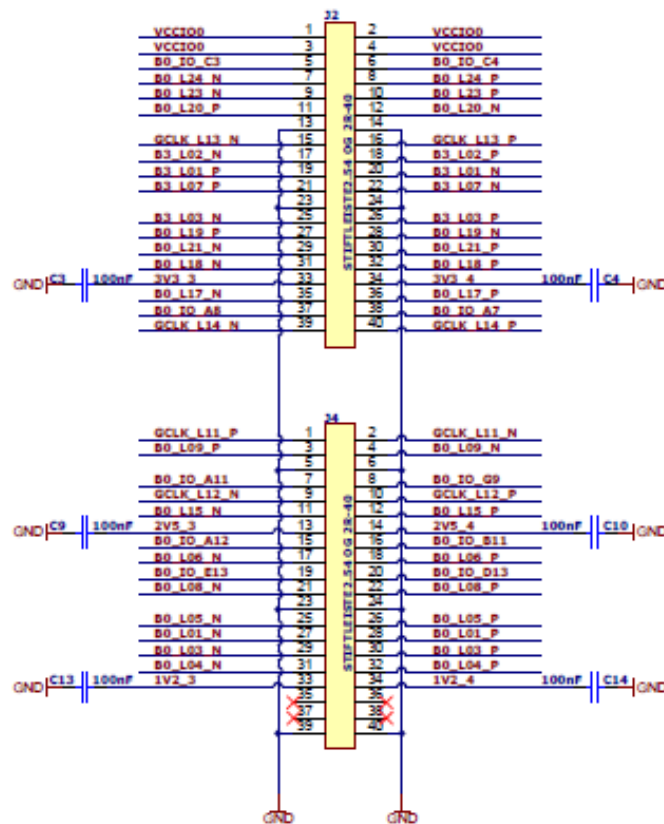 J2
VCCIO0 1 2 VCCIO0
VCCIO0 3 4 VCCIO0
B0_IO_C3 5 6 B0_IO_C4
B0_L24_N 7 8 B0_L24_P
B0_L23_N 9 10 B0_L23_P
B0_L20_P 11 12 B0_L20_N
13 14
GCLK_L13_N 15 16 GCLK_L13_P
B3_L02_N 17 18 B3_L02_P
B3_L01_P 19 20 B3_L01_N
B3_L07_P 21 22 B3_L07_N
23 24
B3_L03_N 25 26 B3_L03_P
B0_L19_P 27 28 B0_L19_N
B0_L21_N 29 30 B0_L21_P
B0_L18_N 31 32 B0_L18_P
GND C3 100nF 3V3_3 33 34 3V3_4 100nF C4 GND
B0_L17_N 35 36 B0_L17_P
B0_IO_A8 37 38 B0_IO_A7
GCLK_L14_N 39 40 GCLK_L14_P
STIFTLEISTE2.54 OG 2R-40
J4
GCLK_L11_P 1 2 GCLK_L11_N
B0_L09_P 3 4 B0_L09_N
5 6
B0_IO_A11 7 8 B0_IO_G9
GCLK_L12_N 9 10 GCLK_L12_P
B0_L15_N 11 12 B0_L15_P
GND C9 100nF 2V5_3 13 14 2V5_4 100nF C10 GND
B0_IO_A12 15 16 B0_IO_B11
B0_L06_N 17 18 B0_L06_P
B0_IO_E13 19 20 B0_IO_D13
B0_L08_N 21 22 B0_L08_P
23 24
B0_L05_N 25 26 B0_L05_P
B0_L01_N 27 28 B0_L01_P
B0_L03_N 29 30 B0_L03_P
B0_L04_N 31 32 B0_L04_P
GND C13 100nF 1V2_3 33 34 1V2_4 100nF C14 GND
35 36
37 38
39 40
STIFTLEISTE2.54 OG 2R-40
GND GND